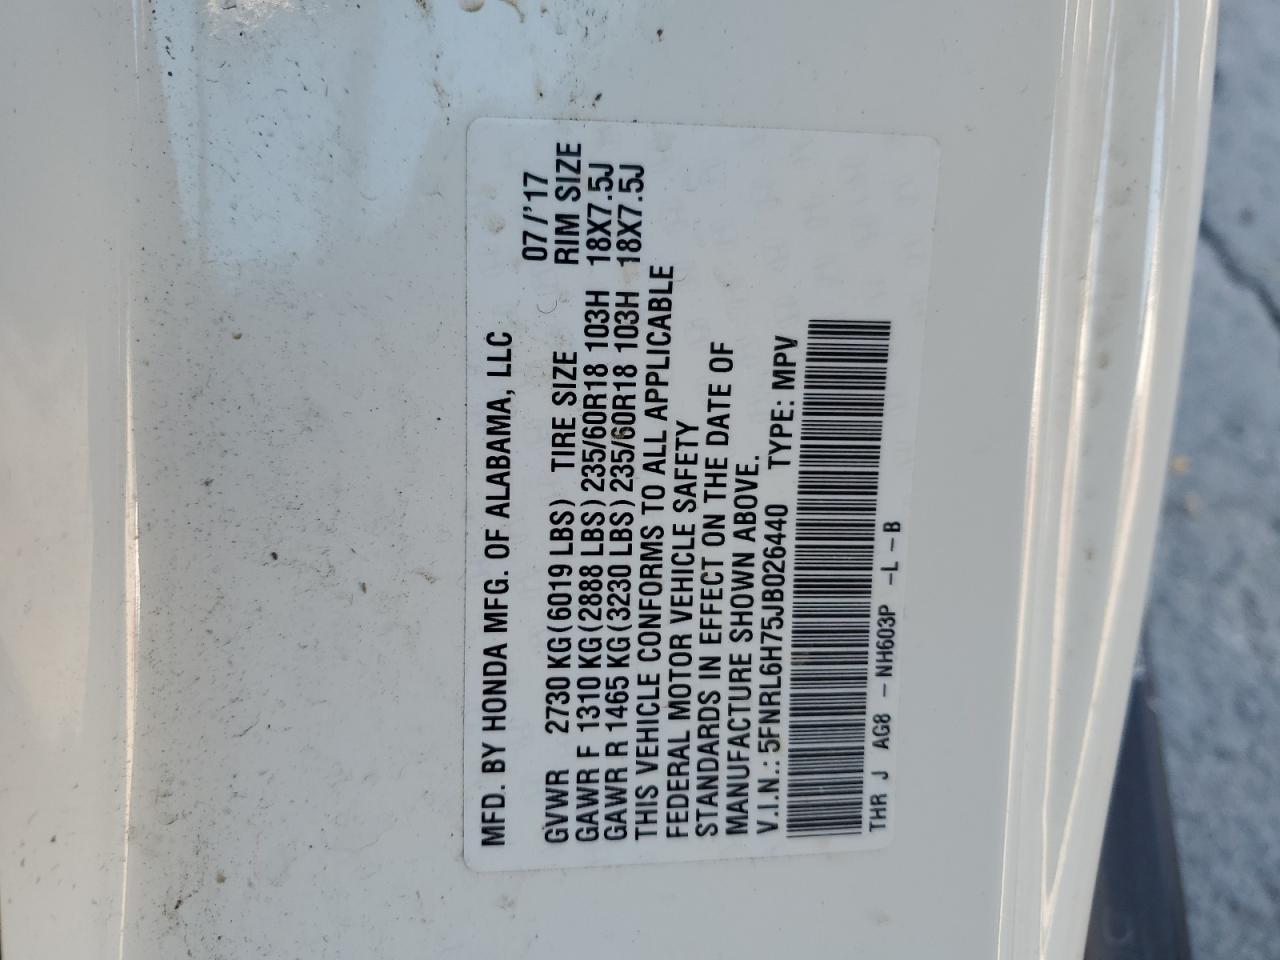 MFD. BY HONDA MFG. OF ALABAMA, LLC
07/'17
GVWR 2730 KG(6019 LBS) TIRE SIZE RIM SIZE
GAWR F 1310 KG(2888 LBS) 235/60R18 103H 18X7.5J
GAWR R 1465 KG(3230 LBS) 235/60R18 103H 18X7.5J
THIS VEHICLE CONFORMS TO ALL APPLICABLE
FEDERAL MOTOR VEHICLE SAFETY
STANDARDS IN EFFECT ON THE DATE OF
MANUFACTURE SHOWN ABOVE.
V.I.N.: 5FNRL6H75JB026440 TYPE: MPV
THR J AG8 -NH603P -L-B